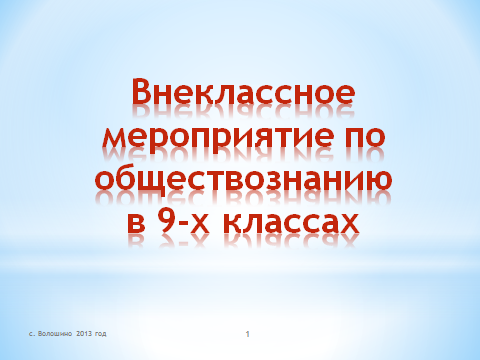 Внеклассное
мероприятие по
обществознанию
в 9-х классах
с. Волошино 2013 год
1